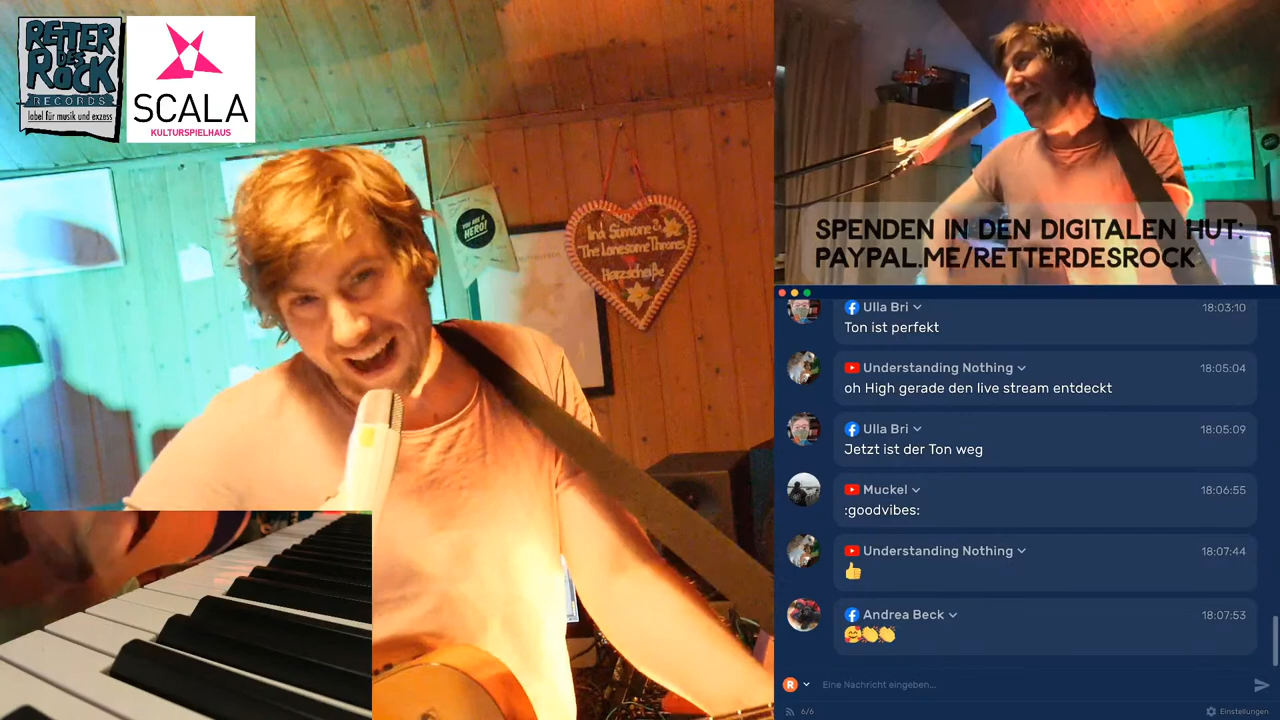 RETTER
DES
ROCK
RECORDS
label für musik und exzess
SCALA
KULTURSPIELHAUS
YOU ARE A
HERO!
Ina Simone &
The Lonesome Thrones
Herzscheiße
SPENDEN IN DEN DIGITALEN HUT:
PAYPAL.ME/RETTERDESROCK
Ulla Bri 18:03:10
Ton ist perfekt
Understanding Nothing 18:05:04
oh High gerade den live stream entdeckt
Ulla Bri 18:05:09
Jetzt ist der Ton weg
Muckel 18:06:55
:goodvibes:
Understanding Nothing 18:07:44
👍
Andrea Beck 18:07:53
🥰👏👏
R Eine Nachricht eingeben...
6/6 Einstellungen